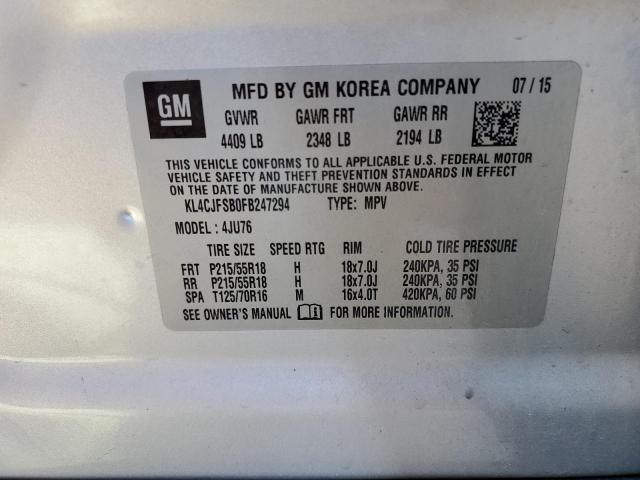 GM
MFD BY GM KOREA COMPANY 07 / 15
GVWR GAWR FRT GAWR RR
4409 LB 2348 LB 2194 LB
THIS VEHICLE CONFORMS TO ALL APPLICABLE U.S. FEDERAL MOTOR
VEHICLE SAFETY AND THEFT PREVENTION STANDARDS IN EFFECT
ON THE DATE OF MANUFACTURE SHOWN ABOVE.
KL4CJFSB0FB247294 TYPE: MPV
MODEL : 4JU76
TIRE SIZE SPEED RTG RIM COLD TIRE PRESSURE
FRT P215/55R18 H 18x7.0J 240KPA, 35 PSI
RR P215/55R18 H 18x7.0J 240KPA, 35 PSI
SPA T125/70R16 M 16x4.0T 420KPA, 60 PSI
SEE OWNER'S MANUAL FOR MORE INFORMATION.